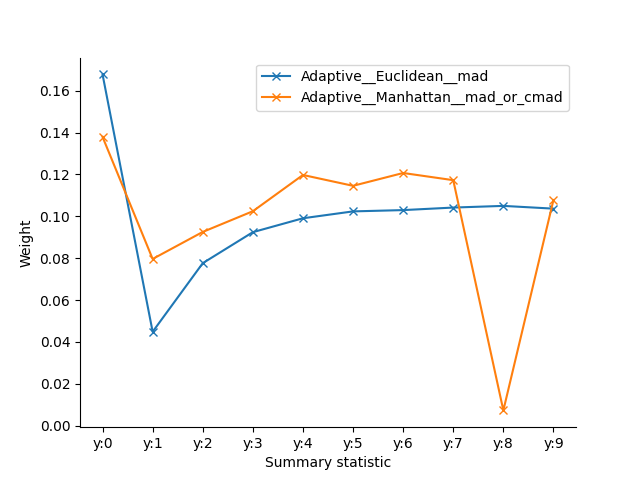 Adaptive__Euclidean__mad
Adaptive__Manhattan__mad_or_cmad
Weight
0.16
0.14
0.12
0.10
0.08
0.06
0.04
0.02
0.00
y:0 y:1 y:2 y:3 y:4 y:5 y:6 y:7 y:8 y:9
Summary statistic